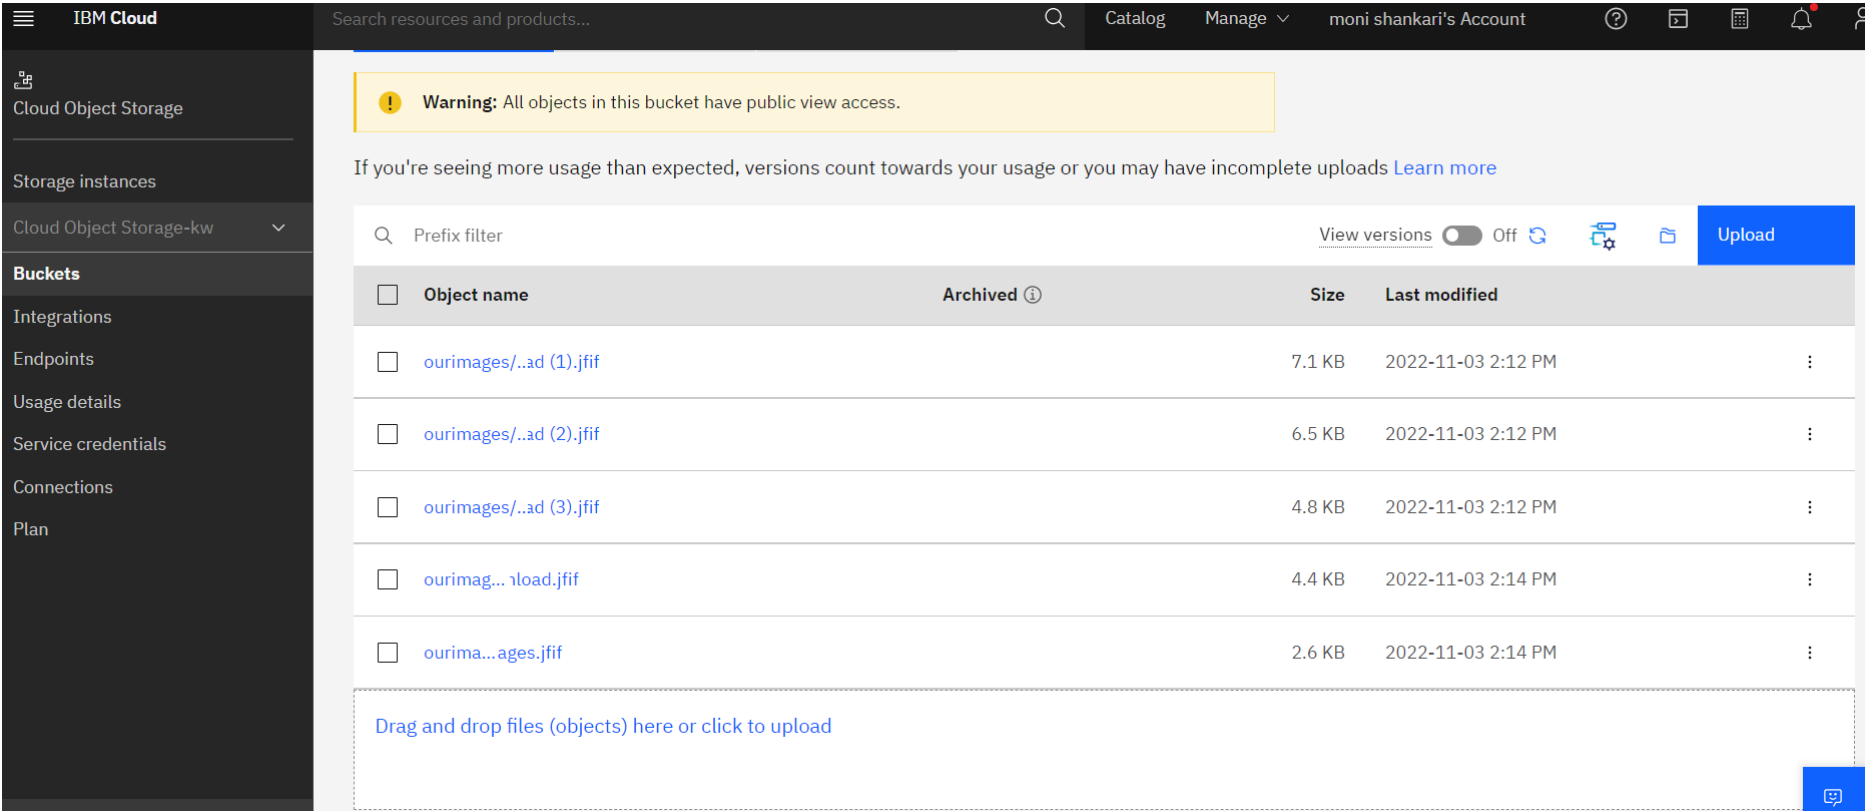 IBM Cloud
Search resources and products...
Catalog
Manage
moni shankari's Account
Cloud Object Storage
Storage instances
Cloud Object Storage-kw
Buckets
Integrations
Endpoints
Usage details
Service credentials
Connections
Plan
Warning: All objects in this bucket have public view access.
If you're seeing more usage than expected, versions count towards your usage or you may have incomplete uploads Learn more
Prefix filter
View versions Off
Upload
Object name Archived Size Last modified
ourimages/..ad (1).jfif 7.1 KB 2022-11-03 2:12 PM
ourimages/..ad (2).jfif 6.5 KB 2022-11-03 2:12 PM
ourimages/..ad (3).jfif 4.8 KB 2022-11-03 2:12 PM
ourimag... nload.jfif 4.4 KB 2022-11-03 2:14 PM
ourima...ages.jfif 2.6 KB 2022-11-03 2:14 PM
Drag and drop files (objects) here or click to upload